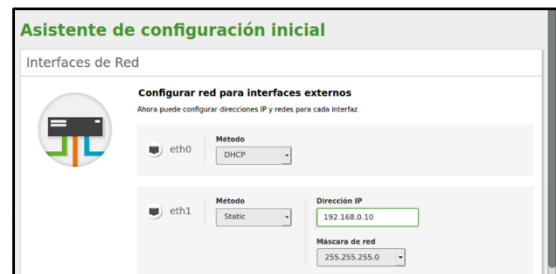 Asistente de configuración inicial
Interfaces de Red
Configurar red para interfaces externos
Ahora puede configurar direcciones IP y redes para cada interfaz
eth0
Método
DHCP
eth1
Método
Static
Dirección IP
192.168.0.10
Máscara de red
255.255.255.0